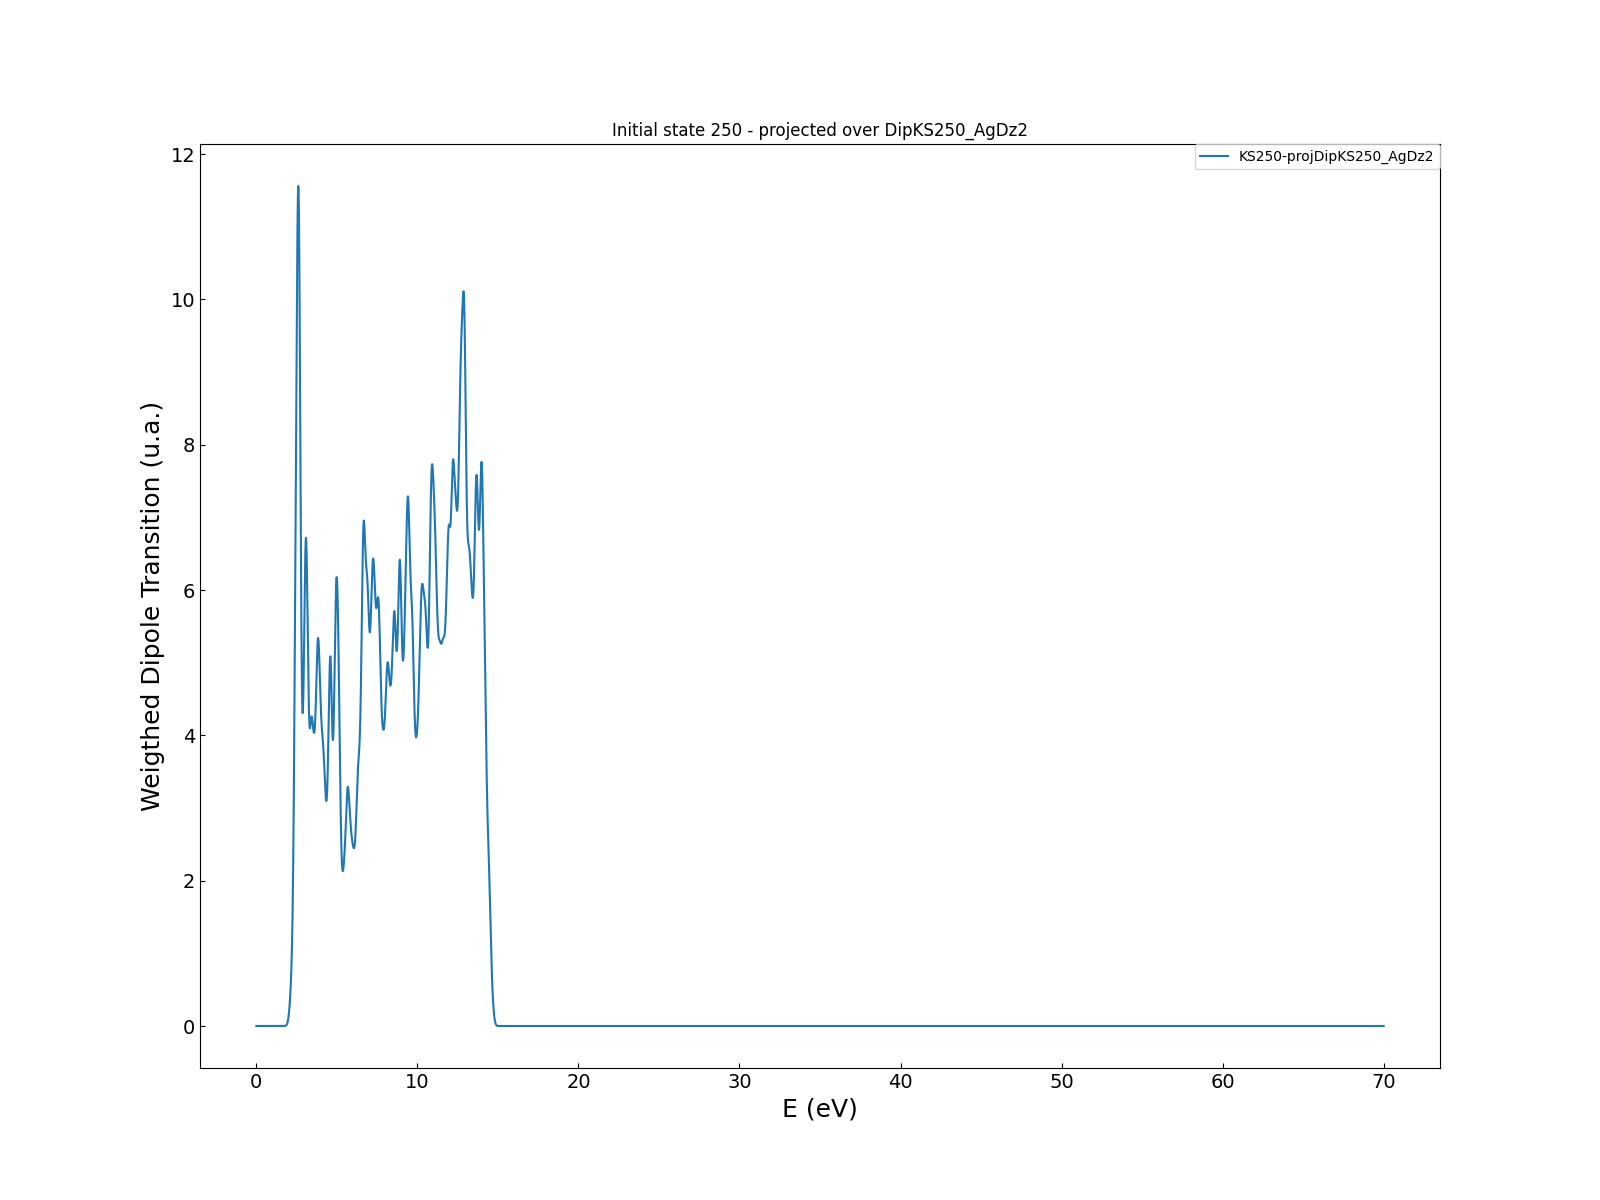 Initial state 250 - projected over DipKS250_AgDz2
KS250-projDipKS250_AgDz2
12
10
8
6
4
2
0
Weigthed Dipole Transition (u.a.)
0 10 20 30 40 50 60 70
E (eV)